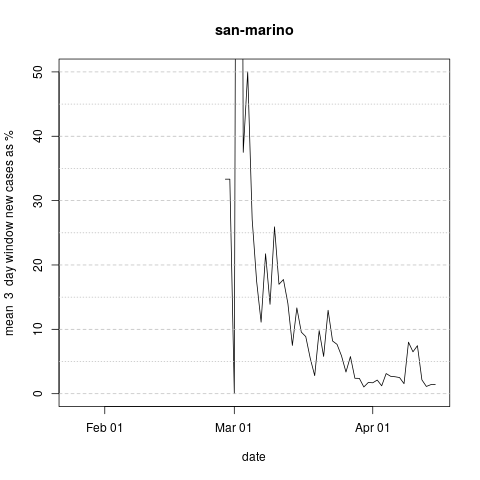 san-marino
mean 3 day window new cases as %
50
40
30
20
10
0
Feb 01
Mar 01
Apr 01
date